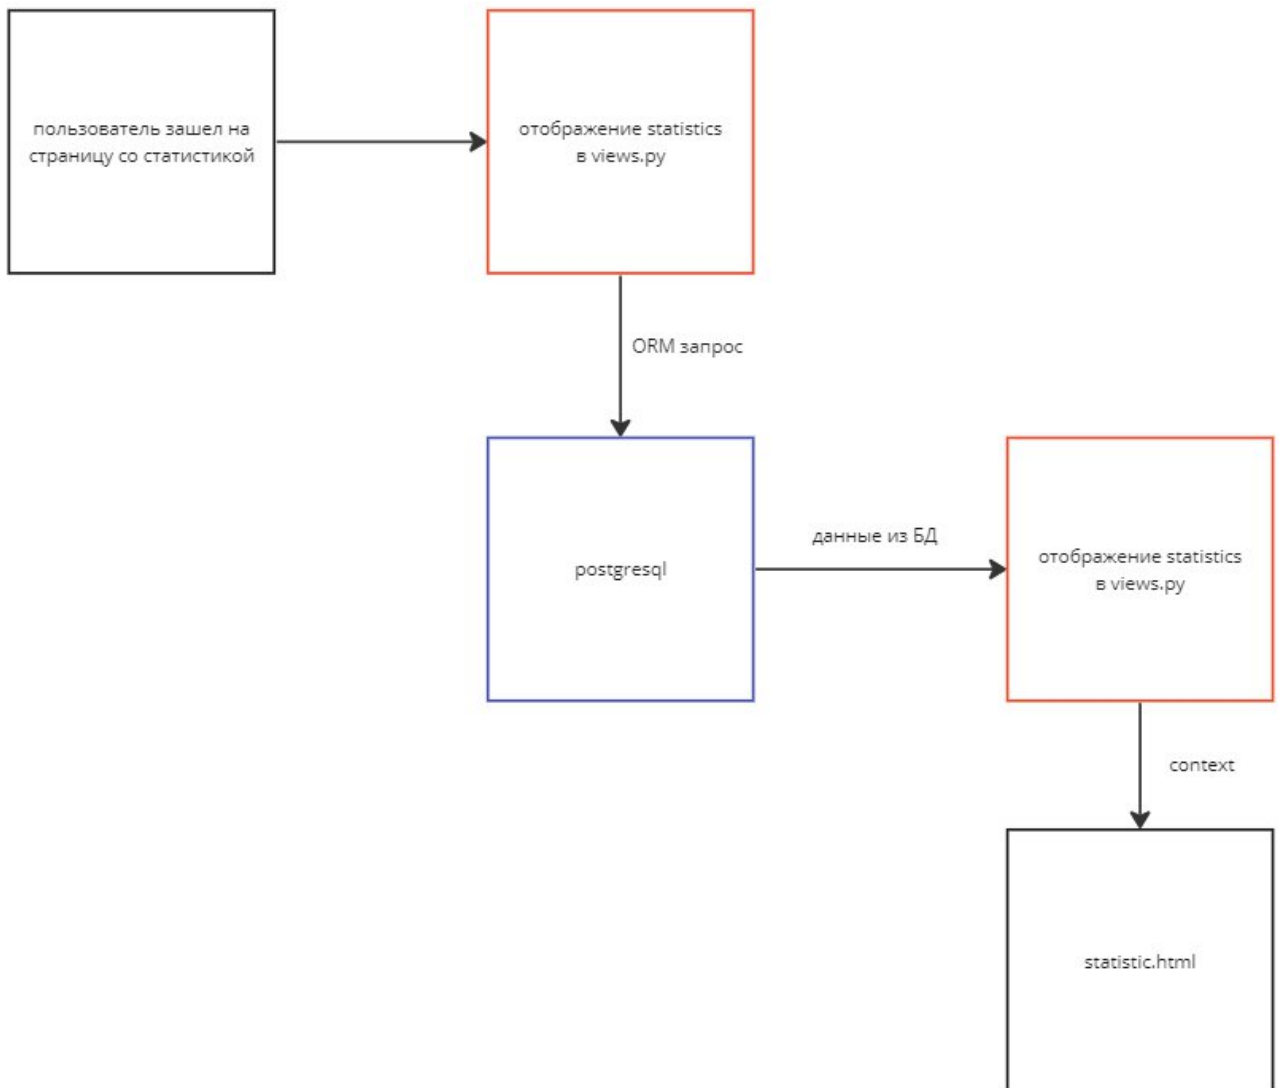 пользователь зашел на
страницу со статистикой
отображение statistics
в views.py
ORM запрос
postgresql
данные из БД
отображение statistics
в views.py
context
statistic.html